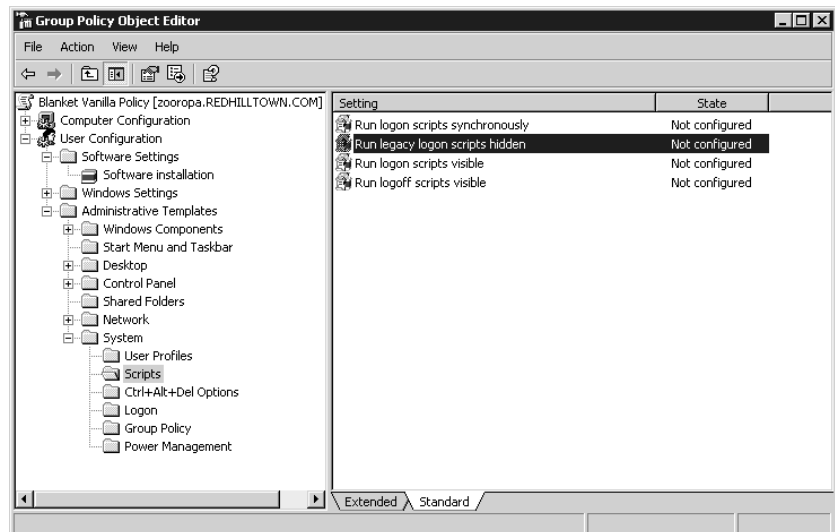 Group Policy Object Editor
File Action View Help
Blanket Vanilla Policy [zooropa.REDHILLTOWN.COM]
Computer Configuration
User Configuration
Software Settings
Software installation
Windows Settings
Administrative Templates
Windows Components
Start Menu and Taskbar
Desktop
Control Panel
Shared Folders
Network
System
User Profiles
Scripts
Ctrl+Alt+Del Options
Logon
Group Policy
Power Management
Setting State
Run logon scripts synchronously Not configured
Run legacy logon scripts hidden Not configured
Run logon scripts visible Not configured
Run logoff scripts visible Not configured
Extended Standard